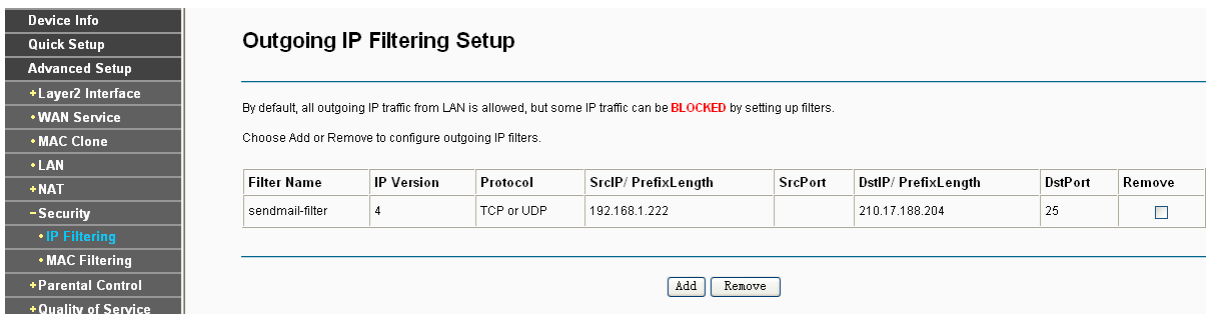 Device Info
Quick Setup
Advanced Setup
+Layer2 Interface
•WAN Service
•MAC Clone
•LAN
+NAT
-Security
•IP Filtering
•MAC Filtering
+Parental Control
+Quality of Service
Outgoing IP Filtering Setup
By default, all outgoing IP traffic from LAN is allowed, but some IP traffic can be BLOCKED by setting up filters.
Choose Add or Remove to configure outgoing IP filters.
Filter Name IP Version Protocol SrcIP/ PrefixLength SrcPort DstIP/ PrefixLength DstPort Remove
sendmail-filter 4 TCP or UDP 192.168.1.222 210.17.188.204 25
Add Remove